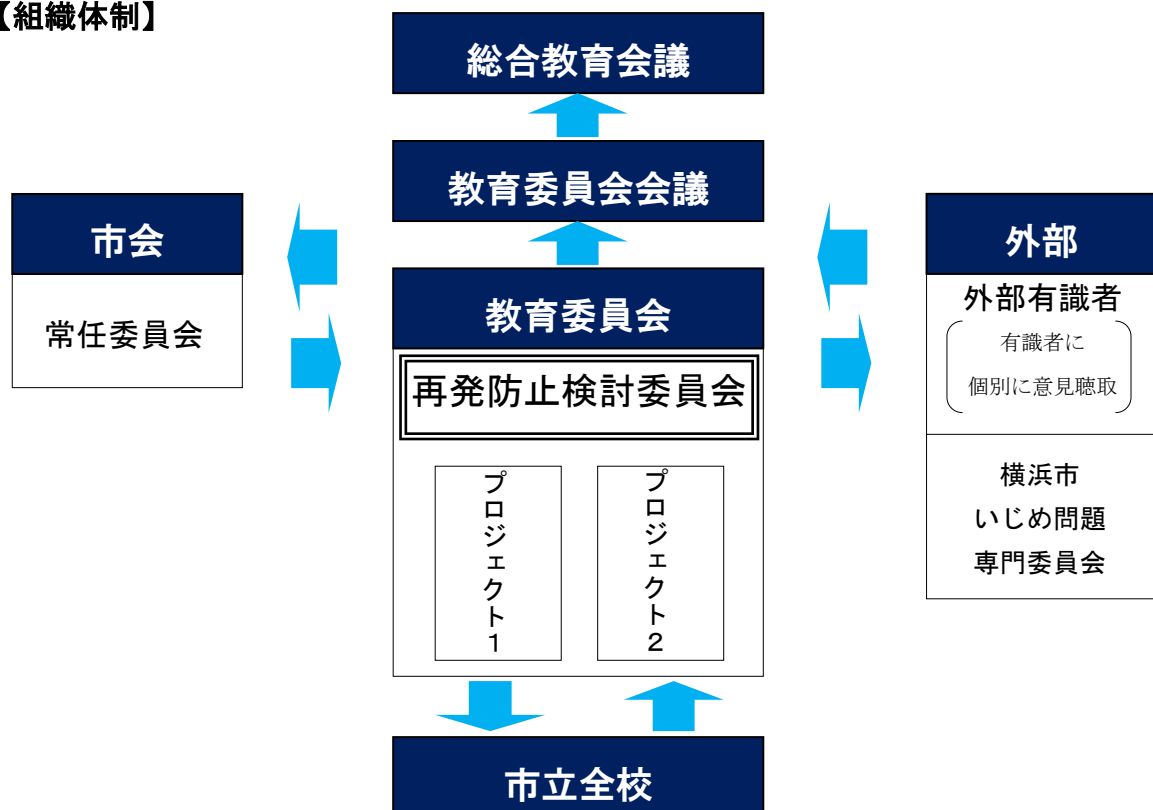 【組織体制】
総合教育会議
教育委員会会議
市会
常任委員会
教育委員会
再発防止検討委員会
プロジェクト1
プロジェクト2
市立全校
外部
外部有識者
有識者に
個別に意見聴取
横浜市
いじめ問題
専門委員会